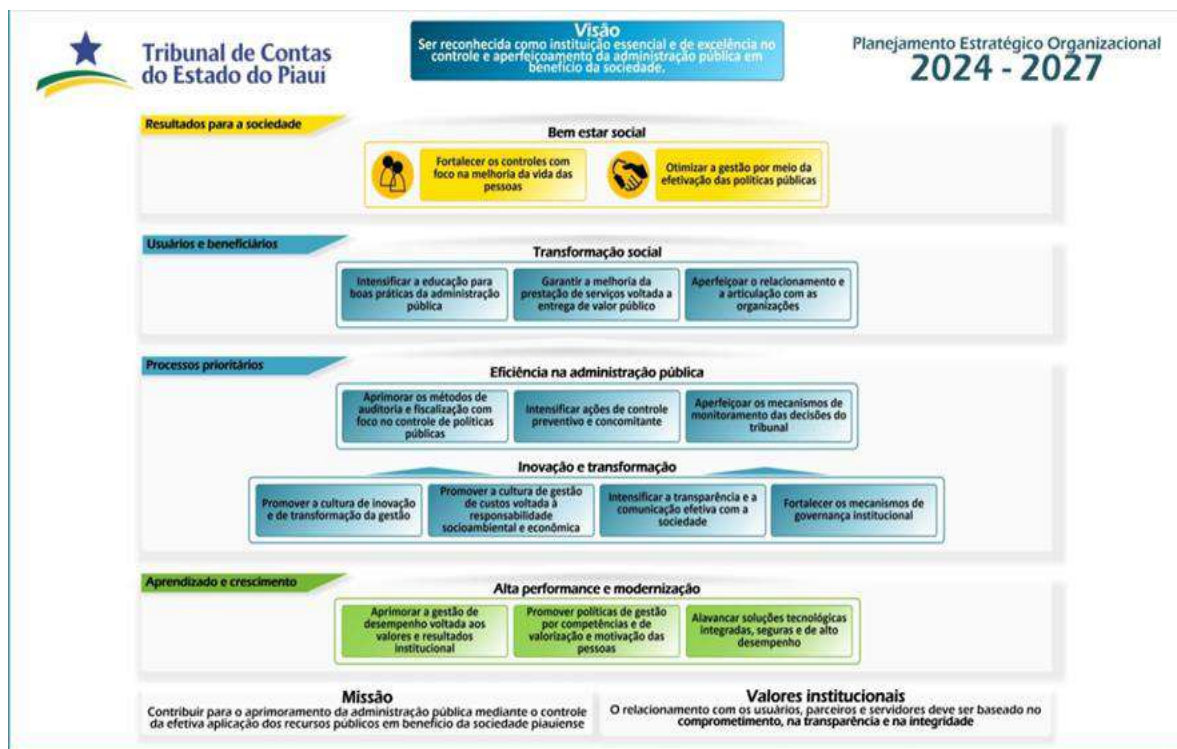 Tribunal de Contas
do Estado do Piauí
Visão
Ser reconhecida como instituição essencial e de excelência no
controle e aperfeiçoamento da administração pública em
benefício da sociedade.
Planejamento Estratégico Organizacional
2024 - 2027
Resultados para a sociedade
Bem estar social
Fortalecer os controles com
foco na melhoria da vida das
pessoas
Otimizar a gestão por meio da
efetivação das políticas públicas
Usuários e beneficiários
Transformação social
Intensificar a educação para
boas práticas da administração
pública
Garantir a melhoria da
prestação de serviços voltada a
entrega de valor público
Aperfeiçoar o relacionamento e
a articulação com as
organizações
Processos prioritários
Eficiência na administração pública
Aprimorar os métodos de
auditoria e fiscalização com
foco no controle de políticas
públicas
Intensificar ações de controle
preventivo e concomitante
Aperfeiçoar os mecanismos de
monitoramento das decisões do
tribunal
Inovação e transformação
Promover a cultura de inovação
e de transformação da gestão
Promover a cultura de gestão
de custos voltada à
responsabilidade
socioambiental e econômica
Intensificar a transparência e a
comunicação efetiva com a
sociedade
Fortalecer os mecanismos de
governança institucional
Aprendizado e crescimento
Alta performance e modernização
Aprimorar a gestão de
desempenho voltada aos
valores e resultados
institucional
Promover políticas de gestão
por competências e de
valorização e motivação das
pessoas
Alavancar soluções tecnológicas
integradas, seguras e de alto
desempenho
Missão
Contribuir para o aprimoramento da administração pública mediante o controle
da efetiva aplicação dos recursos públicos em benefício da sociedade piauiense
Valores institucionais
O relacionamento com os usuários, parceiros e servidores deve ser baseado no
comprometimento, na transparência e na integridade